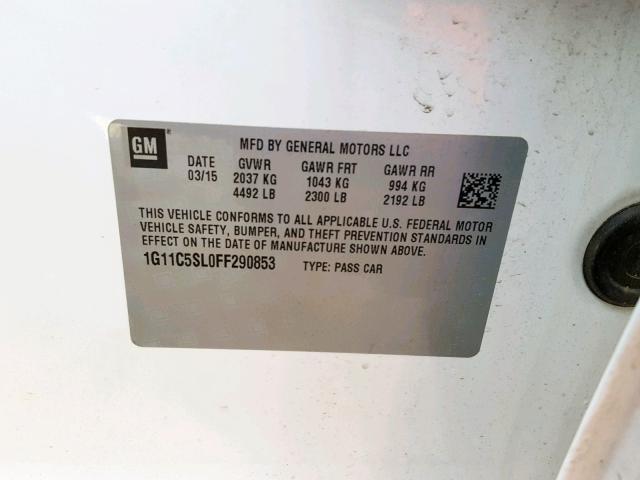 GM ®
MFD BY GENERAL MOTORS LLC
DATE GVWR GAWR FRT GAWR RR
03/15 2037 KG 1043 KG 994 KG
4492 LB 2300 LB 2192 LB
THIS VEHICLE CONFORMS TO ALL APPLICABLE U.S. FEDERAL MOTOR
VEHICLE SAFETY, BUMPER, AND THEFT PREVENTION STANDARDS IN
EFFECT ON THE DATE OF MANUFACTURE SHOWN ABOVE.
1G11C5SL0FF290853 TYPE: PASS CAR